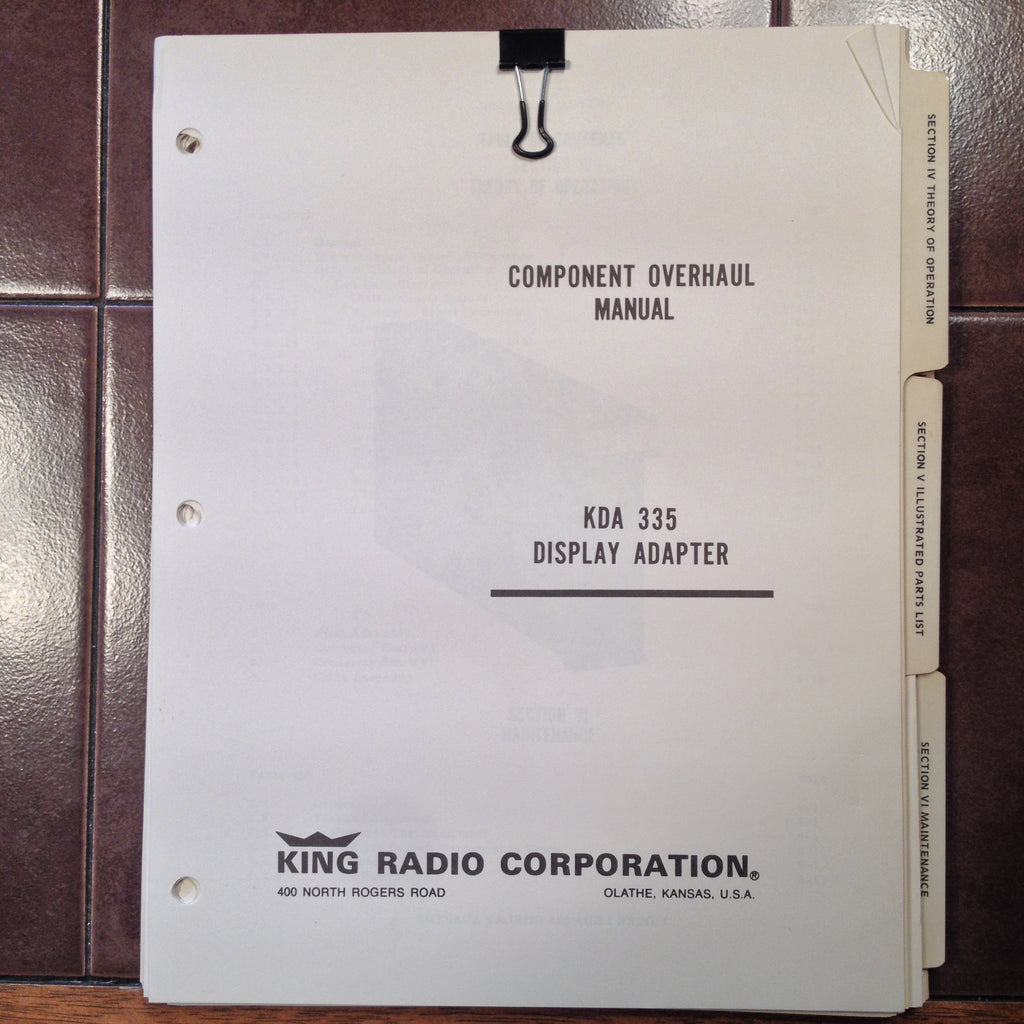 COMPONENT OVERHAUL
MANUAL
KDA 335
DISPLAY ADAPTER
KING RADIO CORPORATION®
400 NORTH ROGERS ROAD
OLATHE, KANSAS, U.S.A.
SECTION IV THEORY OF OPERATION
SECTION V ILLUSTRATED PARTS LIST
SECTION VI MAINTENANCE